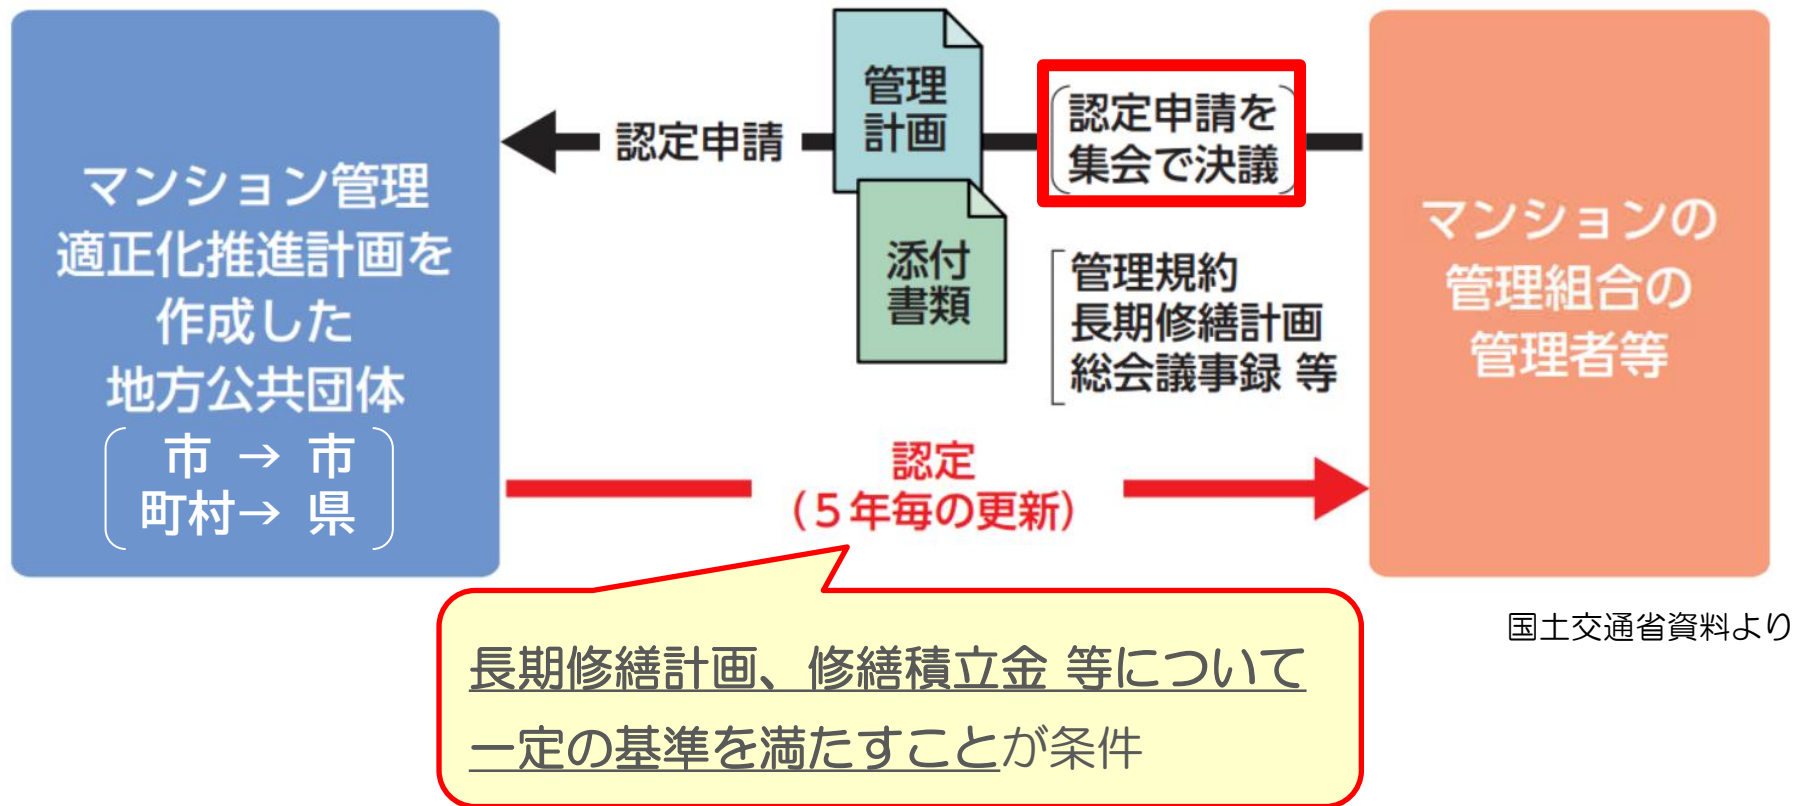 マンション管理
適正化推進計画を
作成した
地方公共団体
市 → 市
町村→ 県
認定申請
管理
計画
添付
書類
認定申請を
集会で決議
管理規約
長期修繕計画
総会議事録 等
認定
(5年毎の更新)
マンションの
管理組合の
管理者等
長期修繕計画、修繕積立金 等について
一定の基準を満たすことが条件
国土交通省資料より